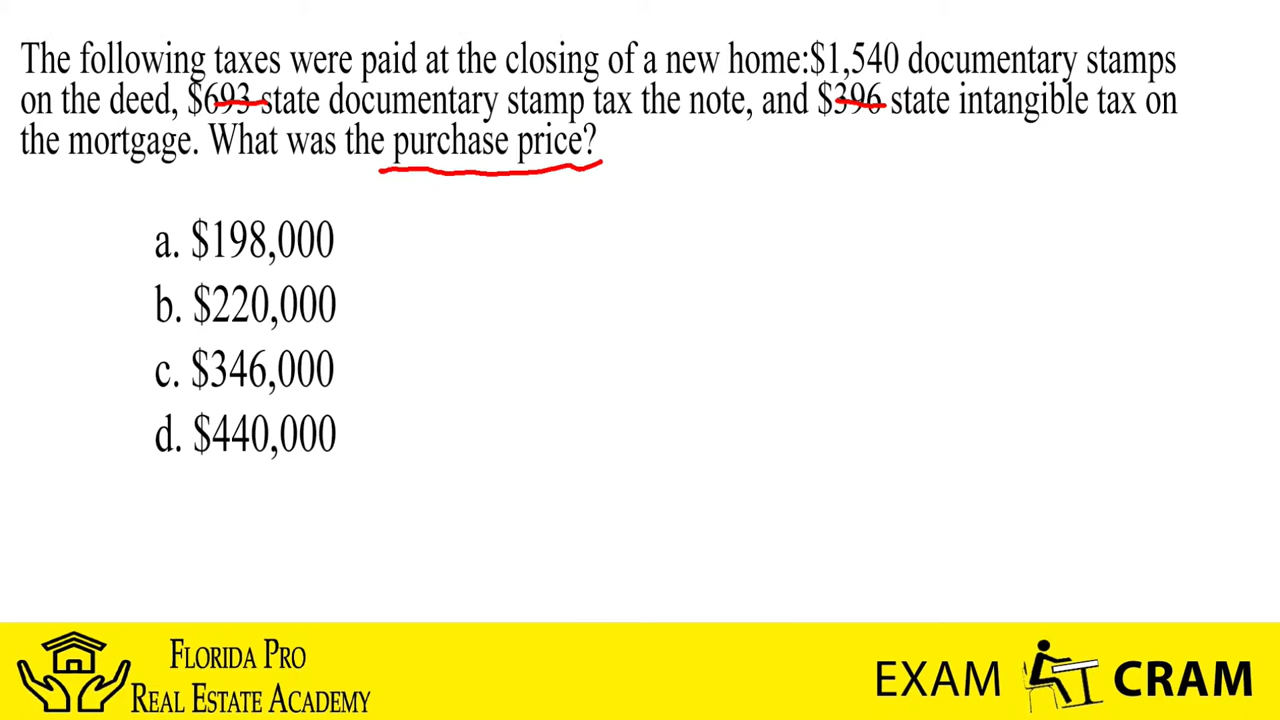 The following taxes were paid at the closing of a new home:$1,540 documentary stamps
on the deed, $693 state documentary stamp tax the note, and $396 state intangible tax on
the mortgage. What was the purchase price?
a. $198,000
b. $220,000
c. $346,000
d. $440,000
FLORIDA PRO
REAL ESTATE ACADEMY
EXAM CRAM